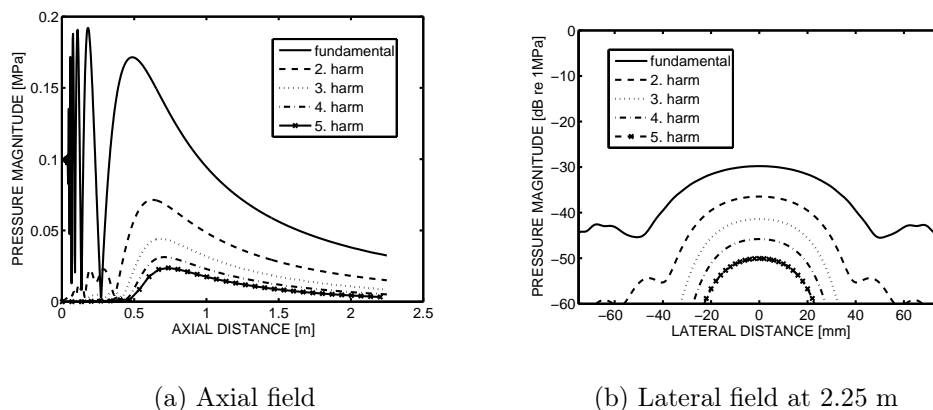 PRESSURE MAGNITUDE [MPa]
0.2
0.15
0.1
0.05
0
0
0.5
1
1.5
2
2.5
AXIAL DISTANCE [m]
fundamental
2. harm
3. harm
4. harm
5. harm
(a) Axial field
PRESSURE MAGNITUDE [dB re 1MPa]
0
−10
−20
−30
−40
−50
−60
−60
−40
−20
0
20
40
60
LATERAL DISTANCE [mm]
fundamental
2. harm
3. harm
4. harm
5. harm
(b) Lateral field at 2.25 m